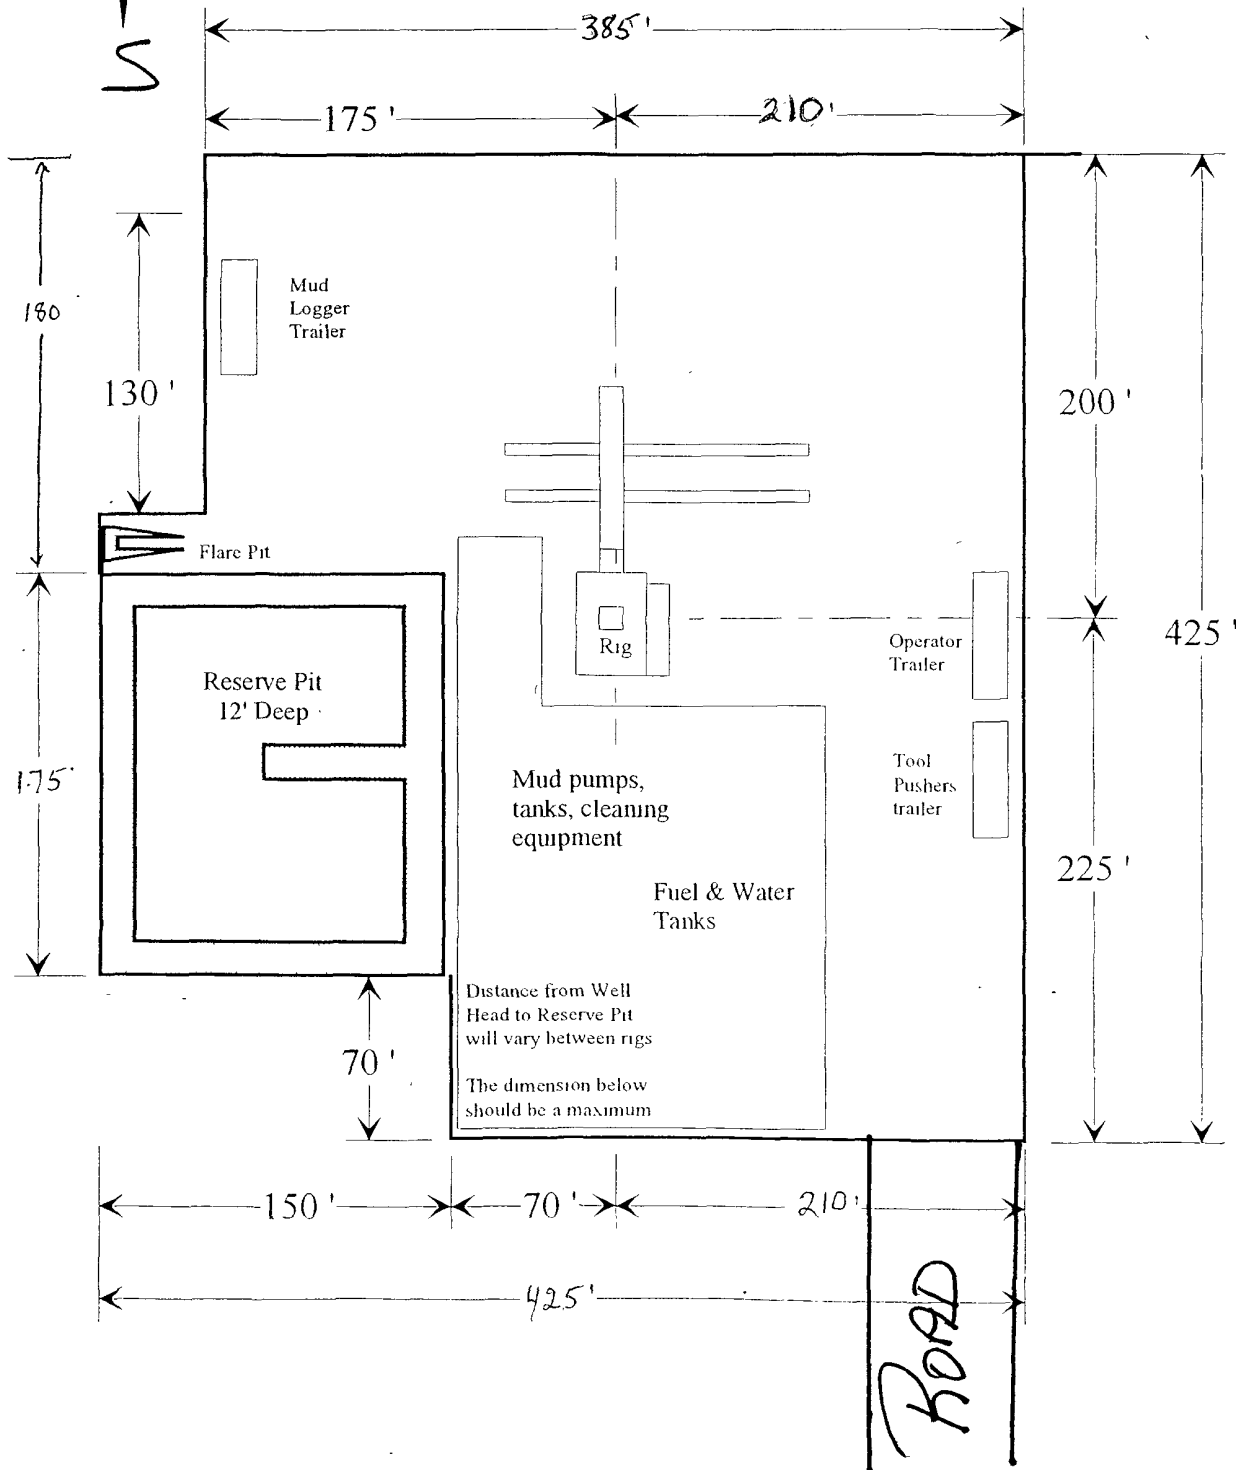 S
385'
175'
210'
180
130'
Mud
Logger
Trailer
200'
Flare Pit
Rig
Operator
Trailer
425'
Reserve Pit
12' Deep
175'
Mud pumps,
tanks, cleaning
equipment
Tool
Pushers
trailer
225'
Fuel & Water
Tanks
Distance from Well
Head to Reserve Pit
will vary between rigs
The dimension below
should be a maximum
70'
150'
70'
210'
425'
ROAD